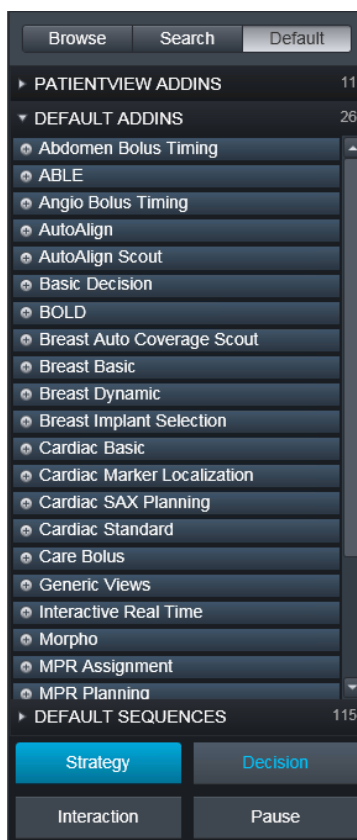 Browse Search Default
PATIENTVIEW ADDINS 11
DEFAULT ADDINS 26
Abdomen Bolus Timing
ABLE
Angio Bolus Timing
AutoAlign
AutoAlign Scout
Basic Decision
BOLD
Breast Auto Coverage Scout
Breast Basic
Breast Dynamic
Breast Implant Selection
Cardiac Basic
Cardiac Marker Localization
Cardiac SAX Planning
Cardiac Standard
Care Bolus
Generic Views
Interactive Real Time
Morpho
MPR Assignment
MPR Planning
DEFAULT SEQUENCES 115
Strategy Decision
Interaction Pause